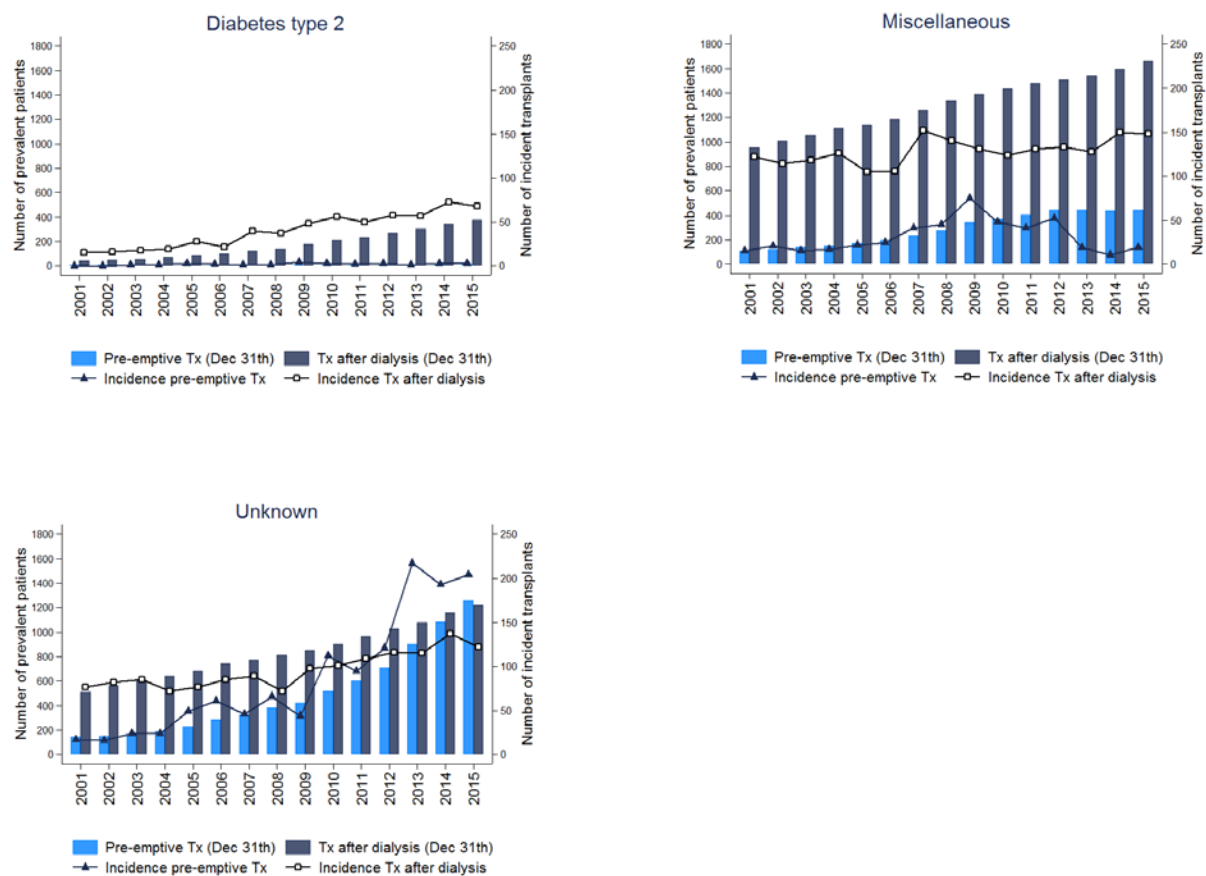 Diabetes type 2
Number of prevalent patients
1800
1600
1400
1200
1000
800
600
400
200
0
250
200
150
100
50
0
Number of incident transplants
2001 2002 2003 2004 2005 2006 2007 2008 2009 2010 2011 2012 2013 2014 2015
Pre-emptive Tx (Dec 31th) Tx after dialysis (Dec 31th)
Incidence pre-emptive Tx Incidence Tx after dialysis
Miscellaneous
Number of prevalent patients
1800
1600
1400
1200
1000
800
600
400
200
0
250
200
150
100
50
0
Number of incident transplants
2001 2002 2003 2004 2005 2006 2007 2008 2009 2010 2011 2012 2013 2014 2015
Pre-emptive Tx (Dec 31th) Tx after dialysis (Dec 31th)
Incidence pre-emptive Tx Incidence Tx after dialysis
Unknown
Number of prevalent patients
1800
1600
1400
1200
1000
800
600
400
200
0
250
200
150
100
50
0
Number of incident transplants
2001 2002 2003 2004 2005 2006 2007 2008 2009 2010 2011 2012 2013 2014 2015
Pre-emptive Tx (Dec 31th) Tx after dialysis (Dec 31th)
Incidence pre-emptive Tx Incidence Tx after dialysis